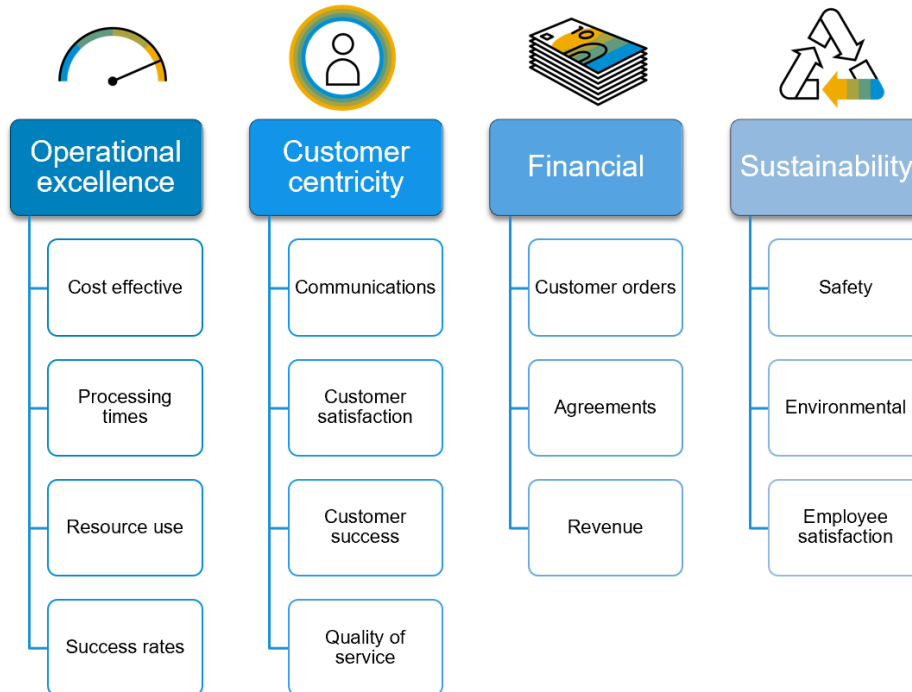 10
Operational
excellence
Cost effective
Processing
times
Resource use
Success rates
Customer
centricity
Communications
Customer
satisfaction
Customer
success
Quality of
service
Financial
Customer orders
Agreements
Revenue
Sustainability
Safety
Environmental
Employee
satisfaction